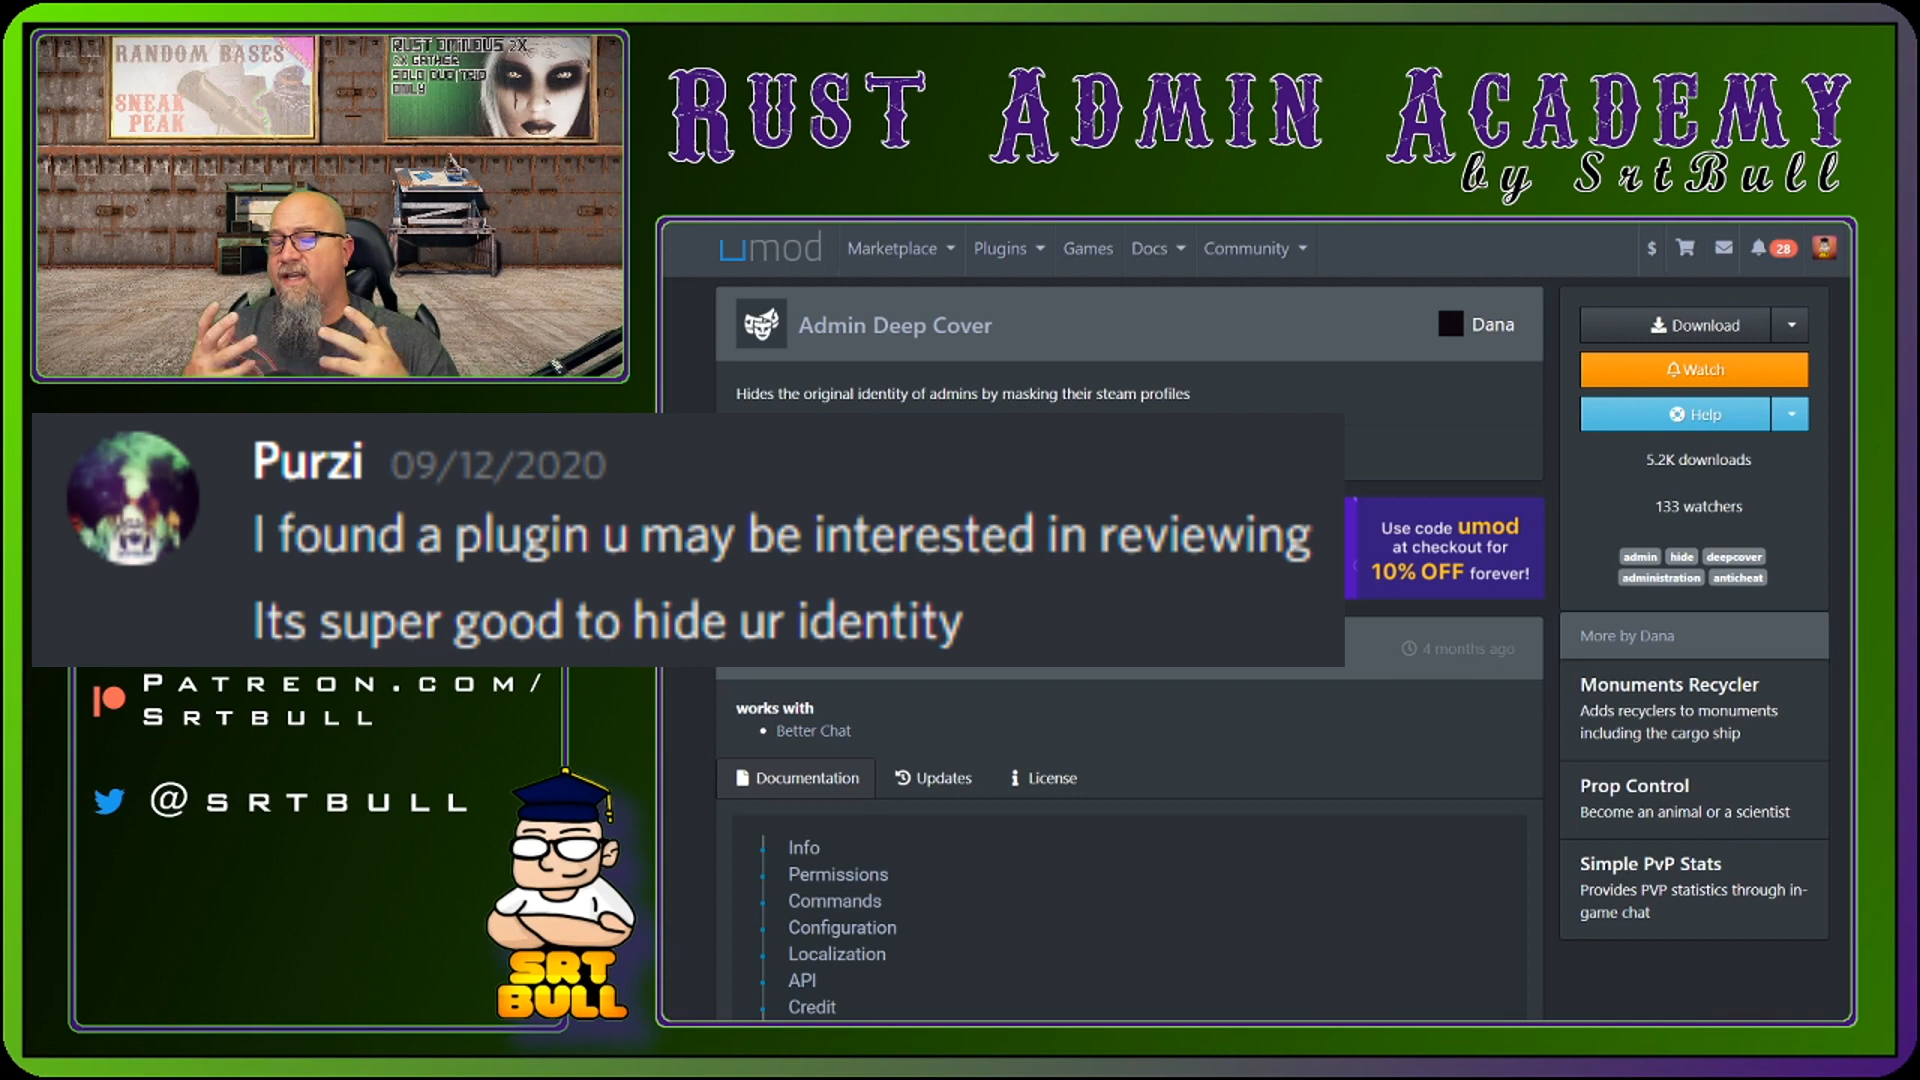 RANDOM BASES
SNEAK
PEAK
RUST OMINOUS 2X
2X GATHER
SOLO DUO TRIO
ONLY
RUST ADMIN ACADEMY
by SrtBull
umod
Marketplace
Plugins
Games
Docs
Community
$
28
Admin Deep Cover
Dana
Hides the original identity of admins by masking their steam profiles
Purzi 09/12/2020
I found a plugin u may be interested in reviewing
Its super good to hide ur identity
Use code umod
at checkout for
10% OFF forever!
4 months ago
works with
• Better Chat
Documentation
Updates
License
Info
Permissions
Commands
Configuration
Localization
API
Credit
Download
Watch
Help
5.2K downloads
133 watchers
admin hide deepcover
administration anticheat
More by Dana
Monuments Recycler
Adds recyclers to monuments
including the cargo ship
Prop Control
Become an animal or a scientist
Simple PvP Stats
Provides PVP statistics through in-
game chat
PATREON.COM/
SRTBULL
@SRTBULL
SRT
BULL